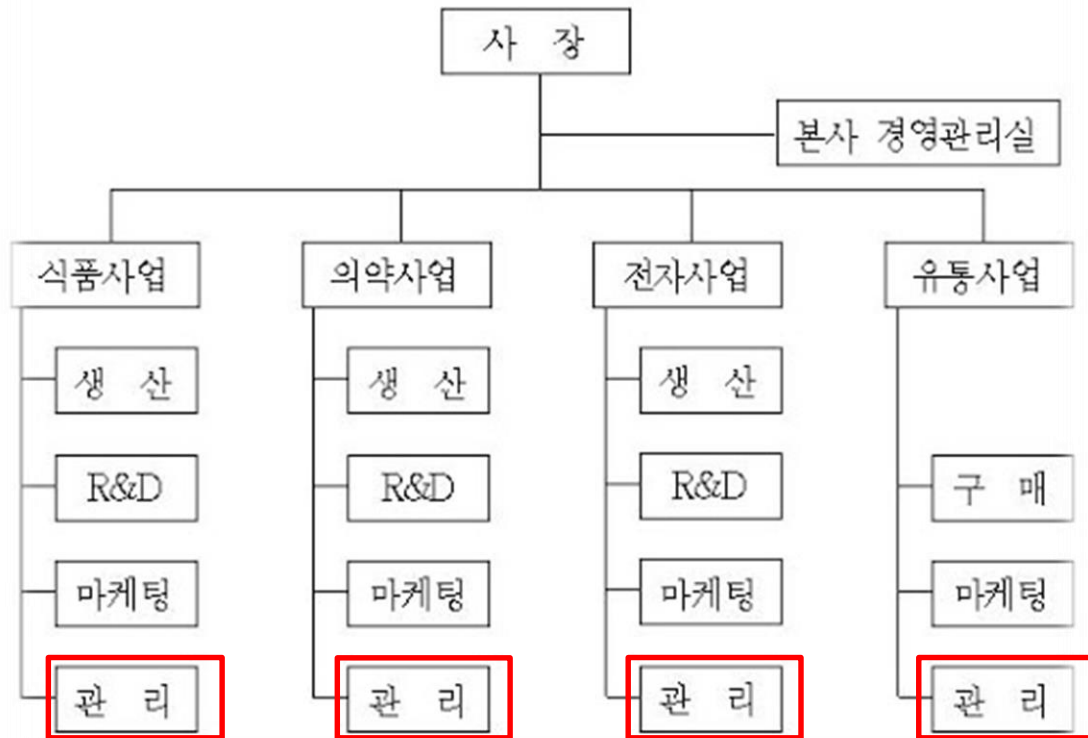 사 장
본사 경영관리실
식품사업
의약사업
전자사업
유통사업
생 산
생 산
생 산
R&D
R&D
R&D
구 매
마케팅
마케팅
마케팅
마케팅
관 리
관 리
관 리
관 리